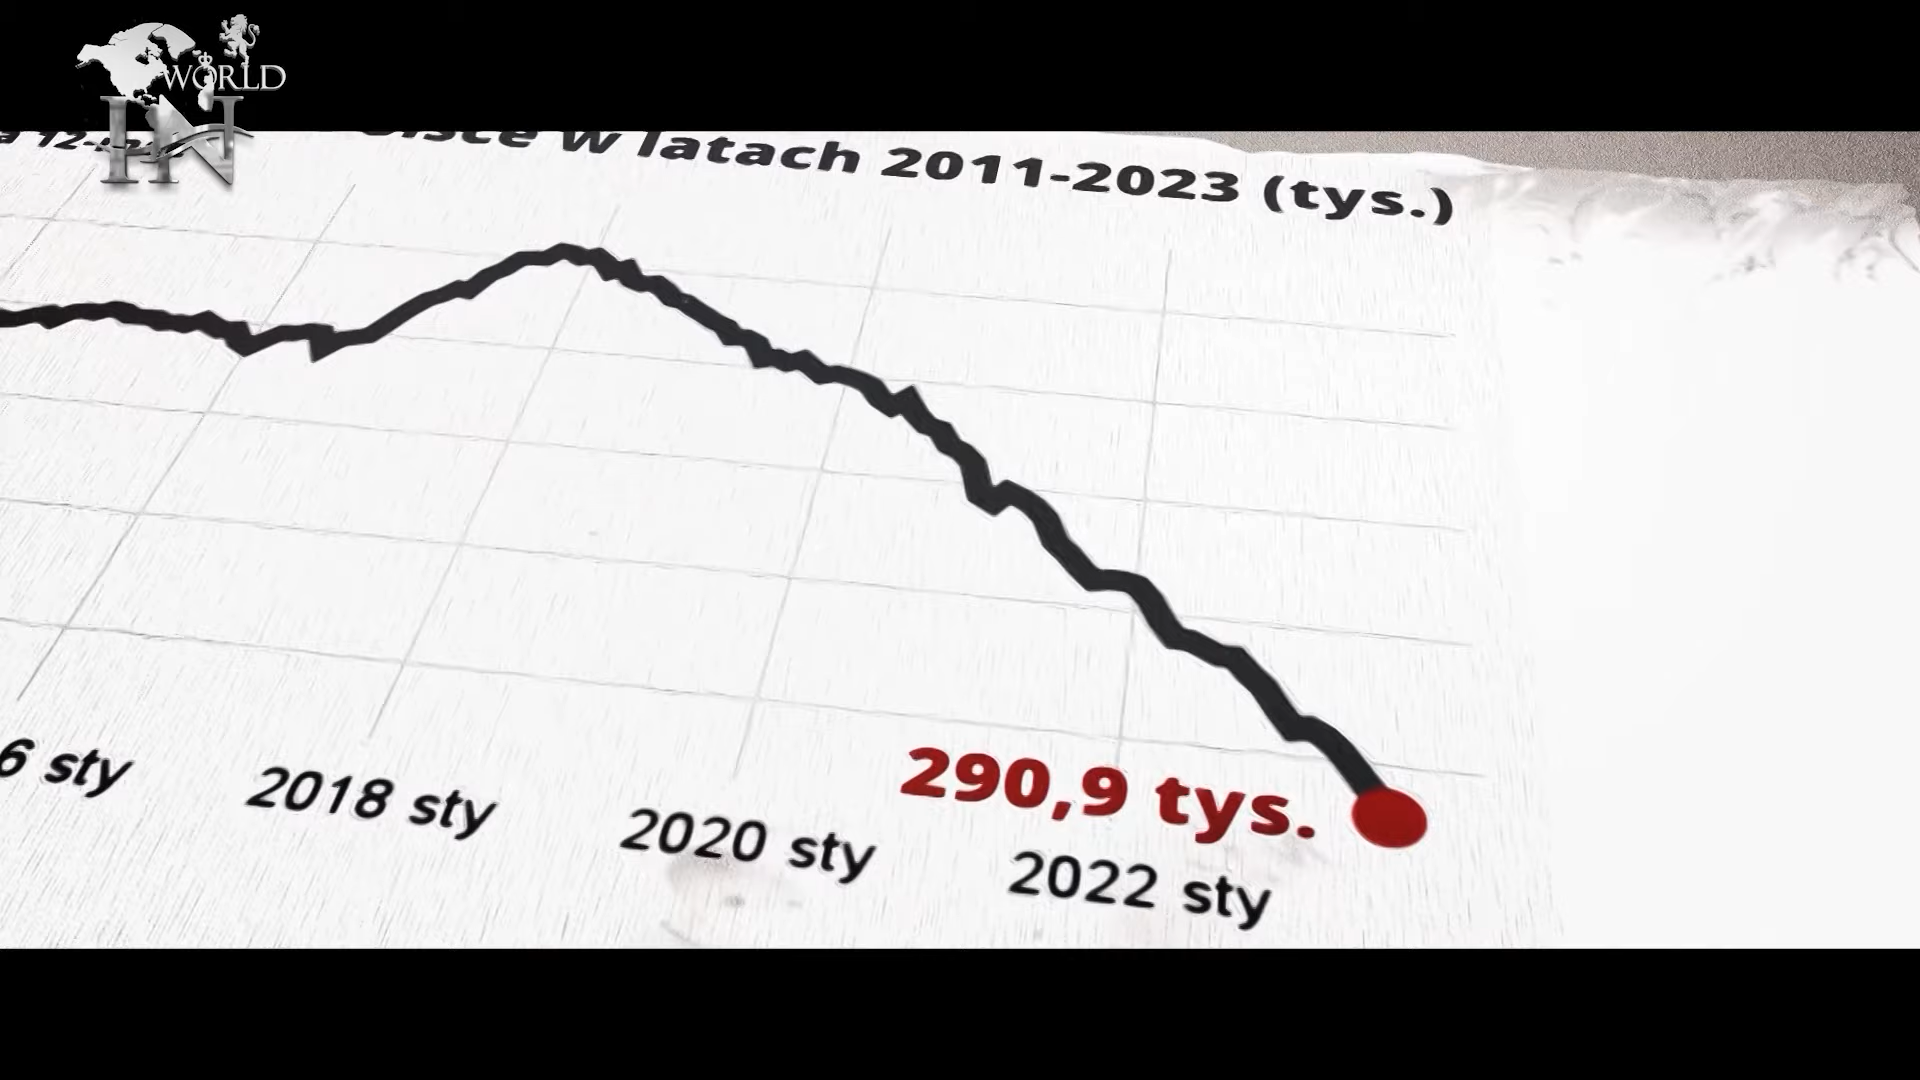 WORLD
IN
w latach 2011-2023 (tys.)
290,9 tys.
6 sty
2018 sty
2020 sty
2022 sty